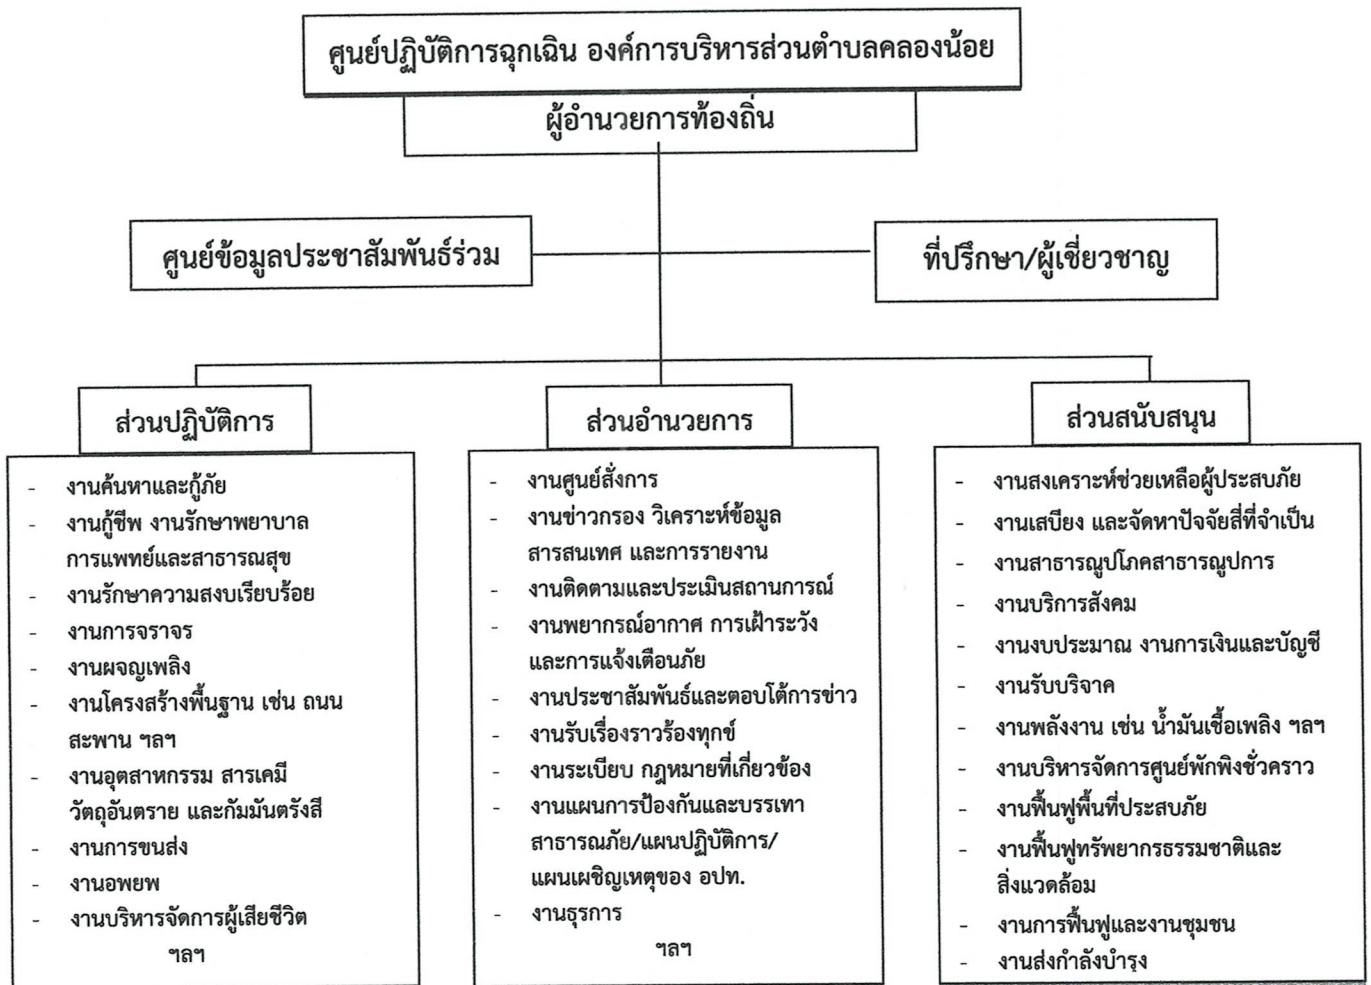 ศูนย์ปฏิบัติการฉุกเฉิน องค์การบริหารส่วนตำบลคลองน้อย
ผู้อำนวยการท้องถิ่น
ศูนย์ข้อมูลประชาสัมพันธ์ร่วม
ที่ปรึกษา/ผู้เชี่ยวชาญ
ส่วนปฏิบัติการ
- งานค้นหาและกู้ภัย
- งานกู้ชีพ งานรักษาพยาบาล
การแพทย์และสาธารณสุข
- งานรักษาความสงบเรียบร้อย
- งานการจราจร
- งานผจญเพลิง
- งานโครงสร้างพื้นฐาน เช่น ถนน
สะพาน ฯลฯ
- งานอุตสาหกรรม สารเคมี
วัตถุอันตราย และกัมมันตรังสี
- งานการขนส่ง
- งานอพยพ
- งานบริหารจัดการผู้เสียชีวิต
ฯลฯ
ส่วนอำนวยการ
- งานศูนย์สั่งการ
- งานข่าวกรอง วิเคราะห์ข้อมูล
สารสนเทศ และการรายงาน
- งานติดตามและประเมินสถานการณ์
- งานพยากรณ์อากาศ การเฝ้าระวัง
และการแจ้งเตือนภัย
- งานประชาสัมพันธ์และตอบโต้การข่าว
- งานรับเรื่องราวร้องทุกข์
- งานระเบียบ กฎหมายที่เกี่ยวข้อง
- งานแผนการป้องกันและบรรเทา
สาธารณภัย/แผนปฏิบัติการ/
แผนเผชิญเหตุของ อปท.
- งานธุรการ
ฯลฯ
ส่วนสนับสนุน
- งานสงเคราะห์ช่วยเหลือผู้ประสบภัย
- งานเสบียง และจัดหาปัจจัยสี่ที่จำเป็น
- งานสาธารณูปโภคสาธารณูปการ
- งานบริการสังคม
- งานงบประมาณ งานการเงินและบัญชี
- งานรับบริจาค
- งานพลังงาน เช่น น้ำมันเชื้อเพลิง ฯลฯ
- งานบริหารจัดการศูนย์พักพิงชั่วคราว
- งานฟื้นฟูพื้นที่ประสบภัย
- งานฟื้นฟูทรัพยากรธรรมชาติและ
สิ่งแวดล้อม
- งานการฟื้นฟูและงานชุมชน
- งานส่งกำลังบำรุง